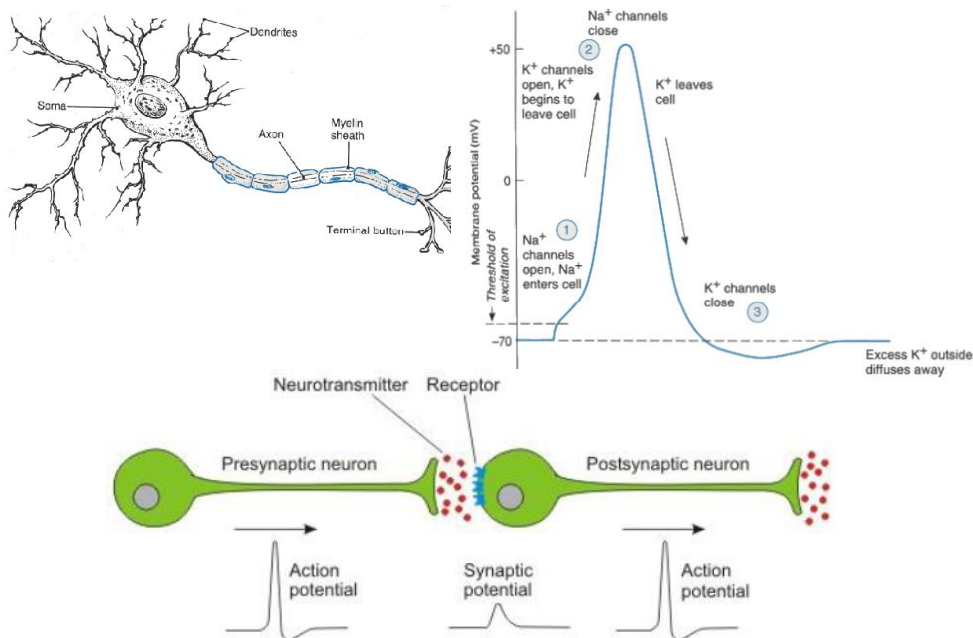 Dendrites
Soma
Axon
Myelin
sheath
Terminal button
Na+ channels
close
+50
2
K+ channels
open, K+
begins to
leave cell
K+ leaves
cell
Membrane potential (mV)
0
1
Na+
channels
open, Na+
enters cell
Threshold of
excitation
K+ channels
close
3
−70
Excess K+ outside
diffuses away
Neurotransmitter
Receptor
Presynaptic neuron
Postsynaptic neuron
Action
potential
Synaptic
potential
Action
potential